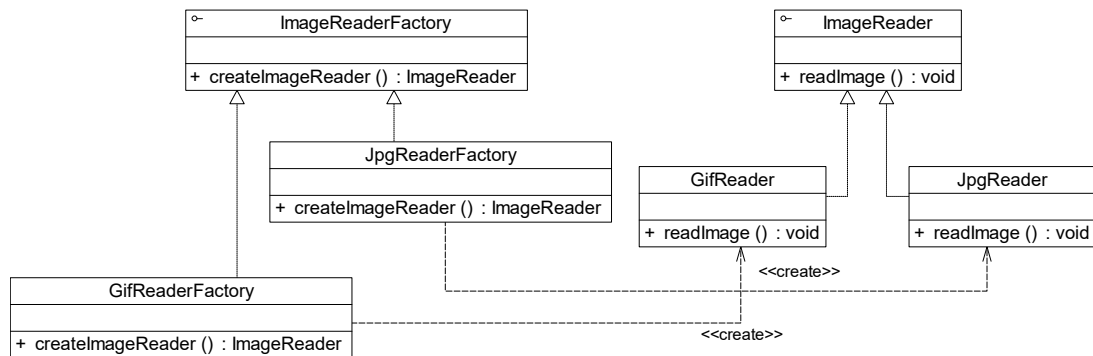 ImageReaderFactory
+ createImageReader () : ImageReader
ImageReader
+ readImage () : void
JpgReaderFactory
+ createImageReader () : ImageReader
GifReader
+ readImage () : void
JpgReader
+ readImage () : void
<<create>>
GifReaderFactory
+ createImageReader () : ImageReader
<<create>>